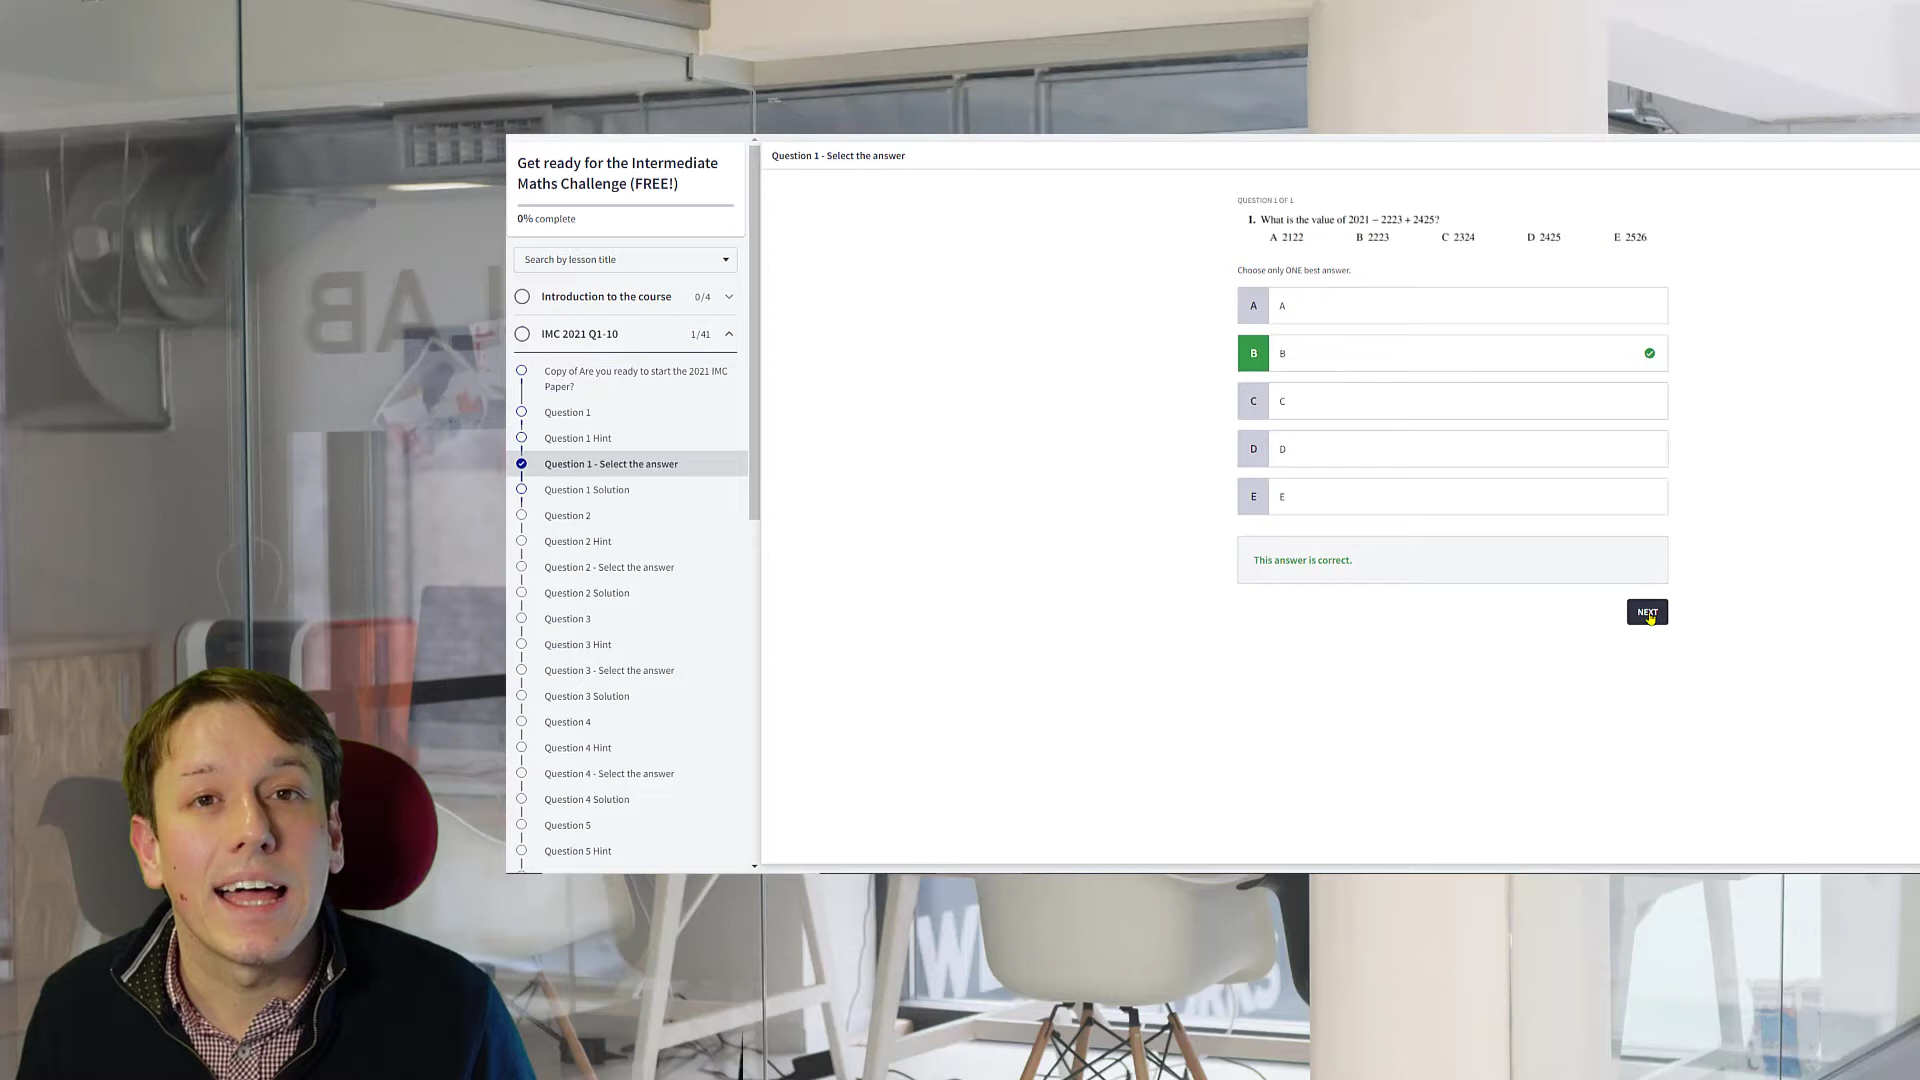 Get ready for the Intermediate
Maths Challenge (FREE!)
0% complete
Search by lesson title
Introduction to the course 0/4
IMC 2021 Q1-10 1/41
Copy of Are you ready to start the 2021 IMC
Paper?
Question 1
Question 1 Hint
Question 1 - Select the answer
Question 1 Solution
Question 2
Question 2 Hint
Question 2 - Select the answer
Question 2 Solution
Question 3
Question 3 Hint
Question 3 - Select the answer
Question 3 Solution
Question 4
Question 4 Hint
Question 4 - Select the answer
Question 4 Solution
Question 5
Question 5 Hint
Question 1 - Select the answer
QUESTION 1 OF 1
1. What is the value of 2021 − 2223 + 2425?
A 2122 B 2223 C 2324 D 2425 E 2526
Choose only ONE best answer.
A A
B B
C C
D D
E E
This answer is correct.
NEXT